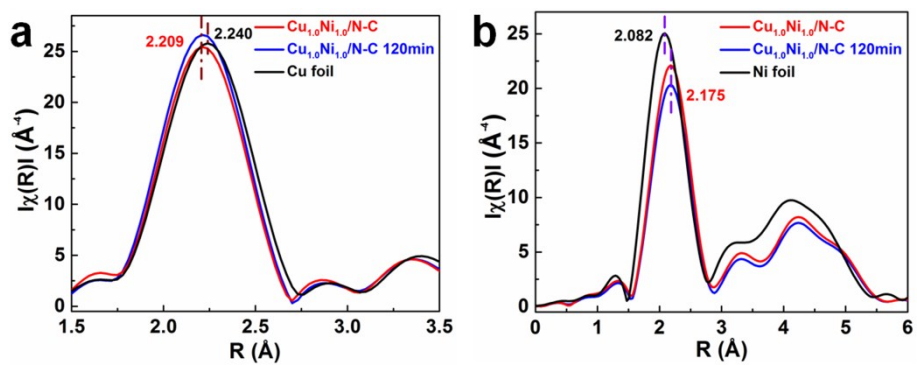 a
2.209
2.240
Cu1.0Ni1.0/N-C
Cu1.0Ni1.0/N-C 120min
Cu foil
25
20
15
10
5
0
1.5 2.0 2.5 3.0 3.5
R (Å)
Iχ(R)I (Å-4)
b
2.082
2.175
Cu1.0Ni1.0/N-C
Cu1.0Ni1.0/N-C 120min
Ni foil
25
20
15
10
5
0
0 1 2 3 4 5 6
R (Å)
Iχ(R)I (Å-4)